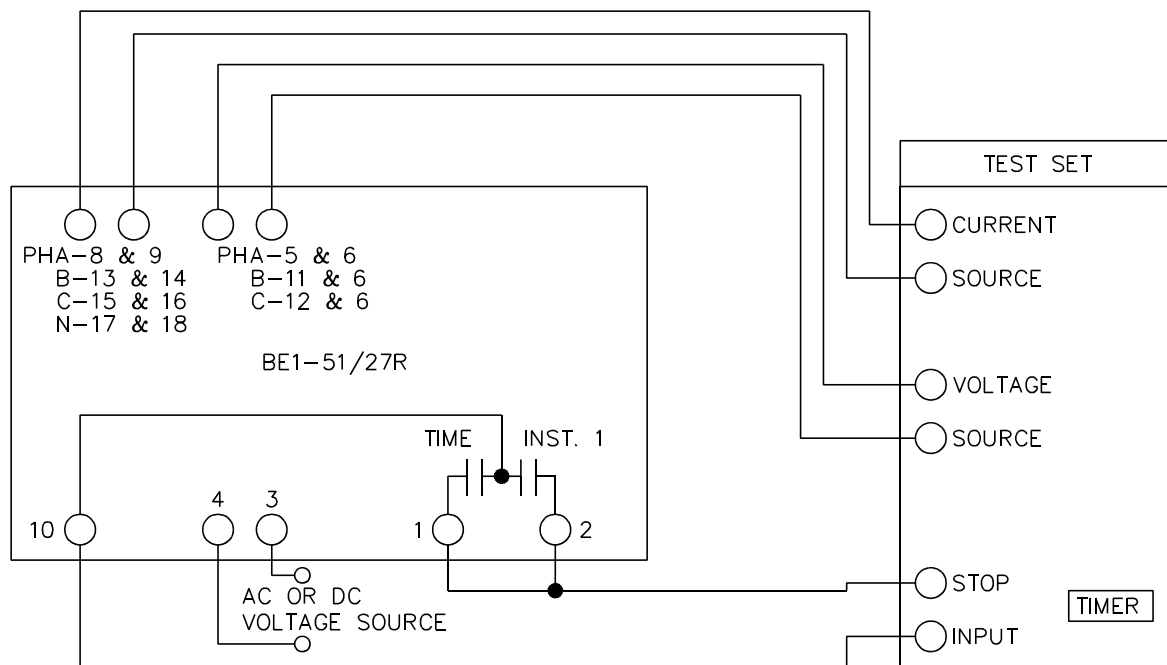 TEST SET
CURRENT
SOURCE
PHA-8 & 9
B-13 & 14
C-15 & 16
N-17 & 18
PHA-5 & 6
B-11 & 6
C-12 & 6
BE1-51/27R
VOLTAGE
SOURCE
TIME
INST. 1
10
4
3
1
2
AC OR DC
VOLTAGE SOURCE
STOP
TIMER
INPUT